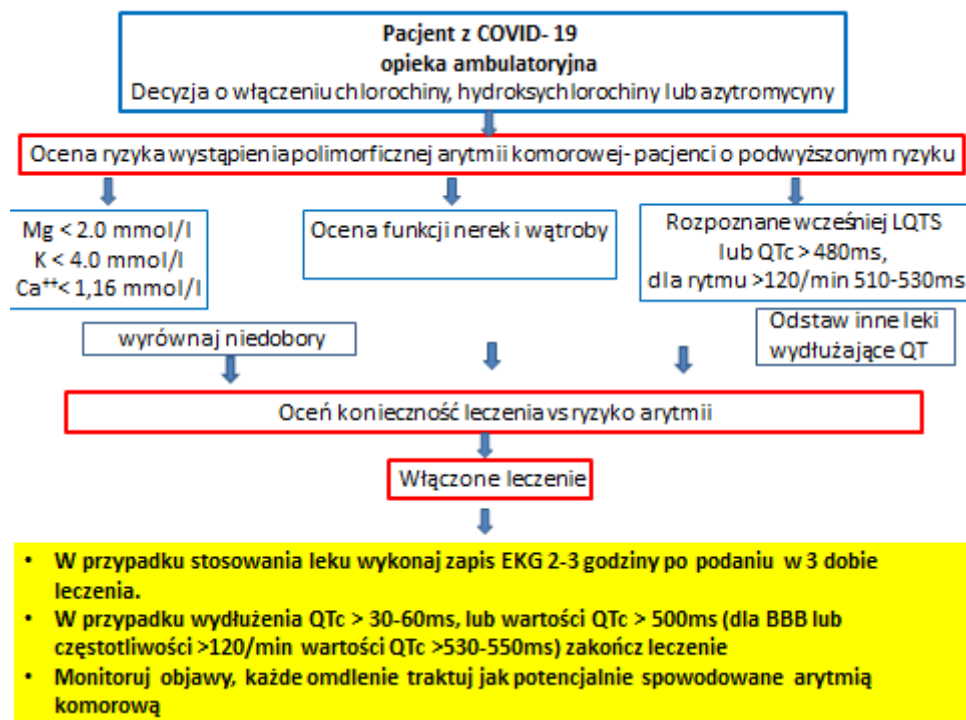 Pacjent z COVID- 19
opieka ambulatoryjna
Decyzja o włączeniu chlorochiny, hydroksychlorochiny lub azytromycyny
Ocena ryzyka wystąpienia polimorficznej arytmii komorowej- pacjenci o podwyższonym ryzyku
Mg < 2.0 mmol/l
K < 4.0 mmol/l
Ca⁺⁺< 1,16 mmol/l
Ocena funkcji nerek i wątroby
Rozpoznane wcześniej LQTS
lub QTc > 480ms,
dla rytmu >120/min 510-530ms
wyrównaj niedobory
Odstaw inne leki
wydłużające QT
Oceń konieczność leczenia vs ryzyko arytmii
Włączone leczenie
• W przypadku stosowania leku wykonaj zapis EKG 2-3 godziny po podaniu w 3 dobie
leczenia.
• W przypadku wydłużenia QTc > 30-60ms, lub wartości QTc > 500ms (dla BBB lub
częstotliwości >120/min wartości QTc >530-550ms) zakończ leczenie
• Monitoruj objawy, każde omdlenie traktuj jak potencjalnie spowodowane arytmią
komorową